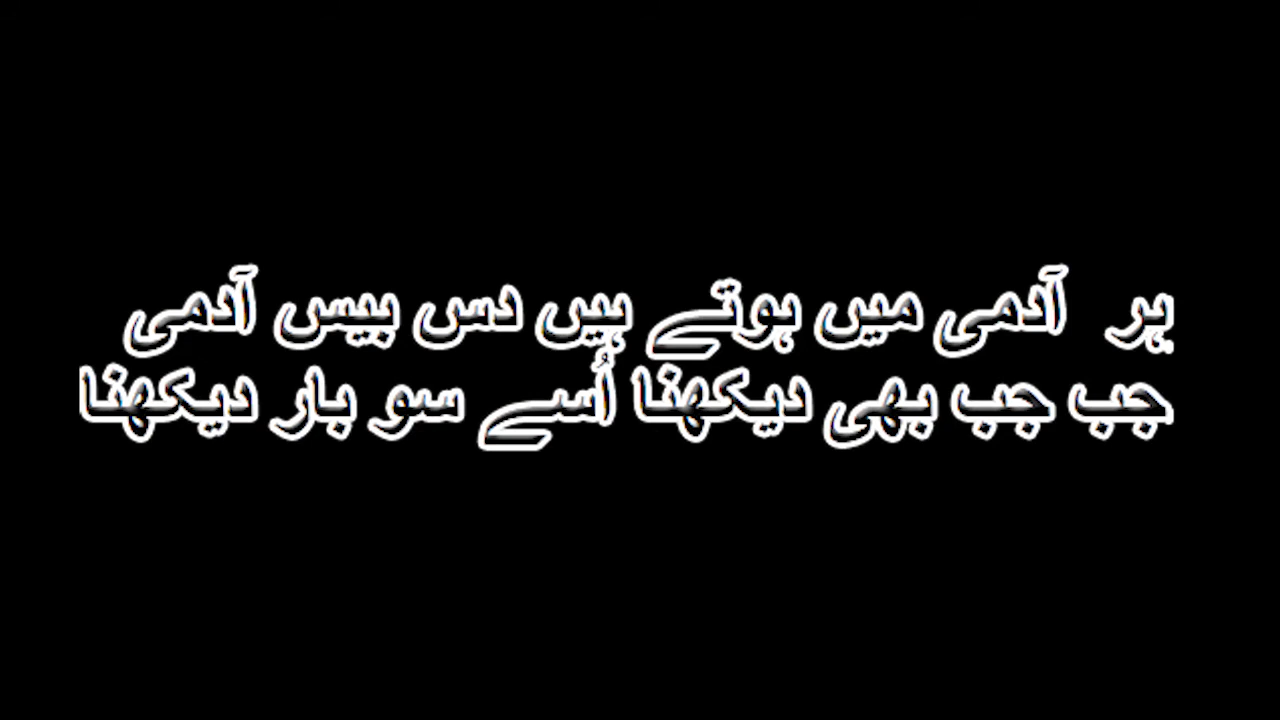 ہر آدمی میں ہوتے ہیں دس بیس آدمی
جب جب بھی دیکھنا اُسے سو بار دیکھنا